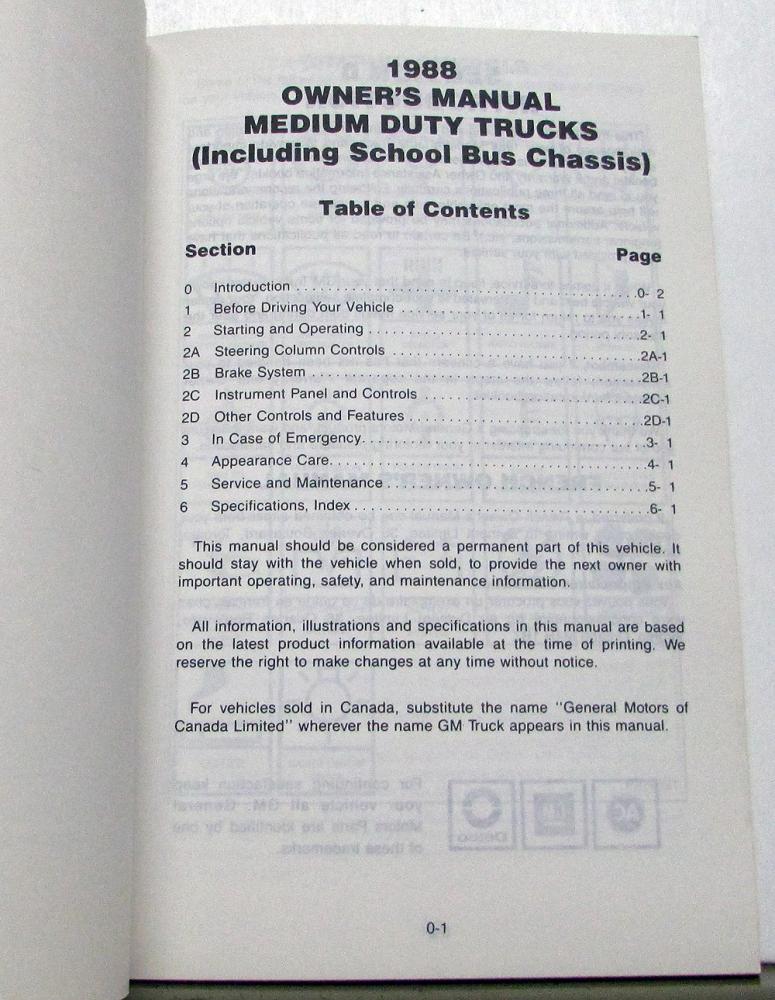 1988
OWNER'S MANUAL
MEDIUM DUTY TRUCKS
(Including School Bus Chassis)
Table of Contents
Section Page
0 Introduction . . . . . . . . . . . . . . . . . . . . . . . . . . . . . . . . . . . . . . . . .0- 2
1 Before Driving Your Vehicle . . . . . . . . . . . . . . . . . . . . . . . . . . . . .1- 1
2 Starting and Operating . . . . . . . . . . . . . . . . . . . . . . . . . . . . . . . . .2- 1
2A Steering Column Controls . . . . . . . . . . . . . . . . . . . . . . . . . . . . . .2A-1
2B Brake System . . . . . . . . . . . . . . . . . . . . . . . . . . . . . . . . . . . . . . . .2B-1
2C Instrument Panel and Controls . . . . . . . . . . . . . . . . . . . . . . . . . . .2C-1
2D Other Controls and Features . . . . . . . . . . . . . . . . . . . . . . . . . . . .2D-1
3 In Case of Emergency. . . . . . . . . . . . . . . . . . . . . . . . . . . . . . . . . .3- 1
4 Appearance Care. . . . . . . . . . . . . . . . . . . . . . . . . . . . . . . . . . . . . .4- 1
5 Service and Maintenance . . . . . . . . . . . . . . . . . . . . . . . . . . . . . . .5- 1
6 Specifications, Index . . . . . . . . . . . . . . . . . . . . . . . . . . . . . . . . . . .6- 1
This manual should be considered a permanent part of this vehicle. It
should stay with the vehicle when sold, to provide the next owner with
important operating, safety, and maintenance information.
All information, illustrations and specifications in this manual are based
on the latest product information available at the time of printing. We
reserve the right to make changes at any time without notice.
For vehicles sold in Canada, substitute the name "General Motors of
Canada Limited" wherever the name GM Truck appears in this manual.
0-1